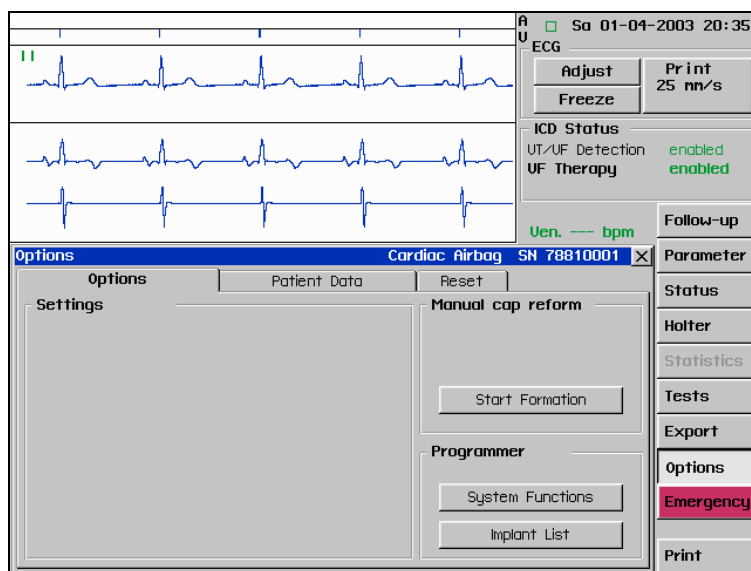 A
U
Sa 01-04-2003 20:35
II
ECG
Adjust
Freeze
Print
25 mm/s
ICD Status
VT/VF Detection enabled
VF Therapy enabled
Ven. --- bpm
Options Cardiac Airbag SN 78810001
Options Patient Data Reset
Settings
Manual cap reform
Start Formation
Programmer
System Functions
Implant List
Follow-up
Parameter
Status
Holter
Statistics
Tests
Export
Options
Emergency
Print